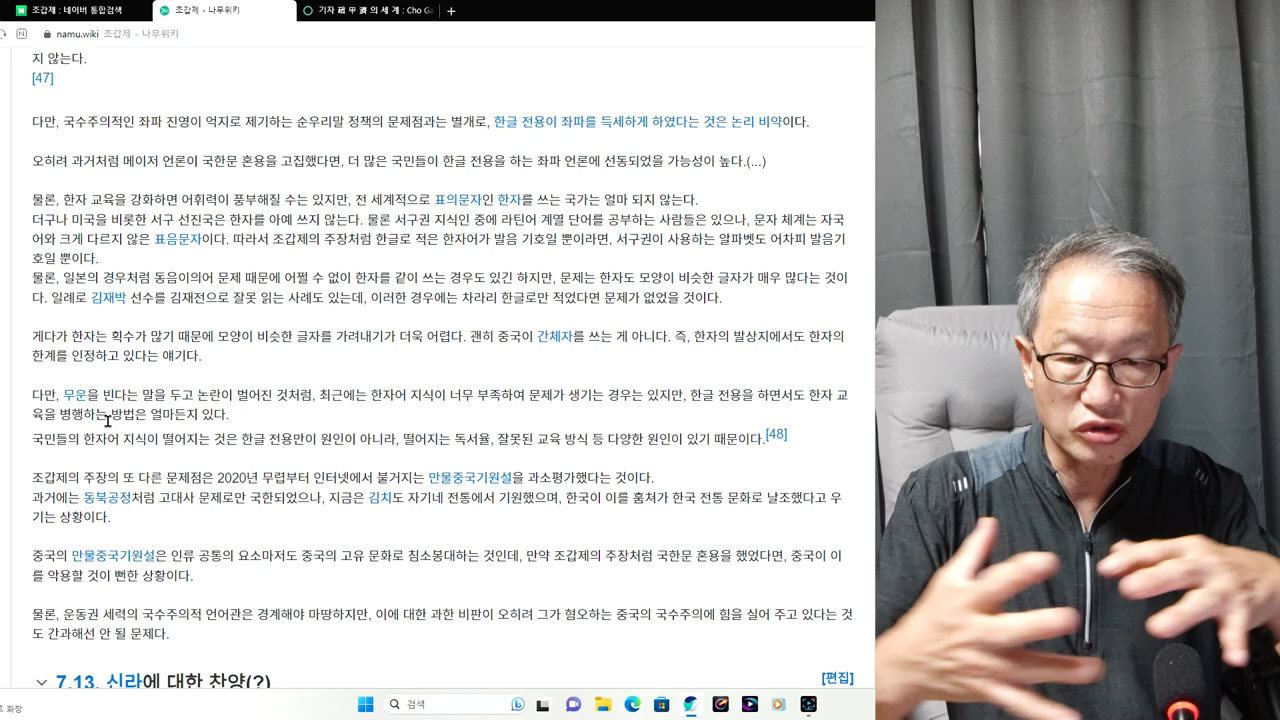 조갑제 : 네이버 통합검색
조갑제 - 나무위키
기자 趙 甲 濟 의 세 계 : Cho Ga
namu.wiki 조갑제 - 나무위키
지 않는다.
[47]
다만, 국수주의적인 좌파 진영이 억지로 제기하는 순우리말 정책의 문제점과는 별개로, 한글 전용이 좌파를 득세하게 하였다는 것은 논리 비약이다.
오히려 과거처럼 메이저 언론이 국한문 혼용을 고집했다면, 더 많은 국민들이 한글 전용을 하는 좌파 언론에 선동되었을 가능성이 높다.(...)
물론, 한자 교육을 강화하면 어휘력이 풍부해질 수는 있지만, 전 세계적으로 표의문자인 한자를 쓰는 국가는 얼마 되지 않는다.
더구나 미국을 비롯한 서구 선진국은 한자를 아예 쓰지 않는다. 물론 서구권 지식인 중에 라틴어 계열 단어를 공부하는 사람들은 있으나, 문자 체계는 자국
어와 크게 다르지 않은 표음문자이다. 따라서 조갑제의 주장처럼 한글로 적은 한자어가 발음 기호일 뿐이라면, 서구권이 사용하는 알파벳도 어차피 발음기
호일 뿐이다.
물론, 일본의 경우처럼 동음이의어 문제 때문에 어쩔 수 없이 한자를 같이 쓰는 경우도 있긴 하지만, 문제는 한자도 모양이 비슷한 글자가 매우 많다는 것이
다. 일례로 김재박 선수를 김재전으로 잘못 읽는 사례도 있는데, 이러한 경우에는 차라리 한글로만 적었다면 문제가 없었을 것이다.
게다가 한자는 획수가 많기 때문에 모양이 비슷한 글자를 가려내기가 더욱 어렵다. 괜히 중국이 간체자를 쓰는 게 아니다. 즉, 한자의 발상지에서도 한자의
한계를 인정하고 있다는 얘기다.
다만, 무운을 빈다는 말을 두고 논란이 벌어진 것처럼, 최근에는 한자어 지식이 너무 부족하여 문제가 생기는 경우는 있지만, 한글 전용을 하면서도 한자 교
육을 병행하는 방법은 얼마든지 있다.
국민들의 한자어 지식이 떨어지는 것은 한글 전용만이 원인이 아니라, 떨어지는 독서율, 잘못된 교육 방식 등 다양한 원인이 있기 때문이다.[48]
조갑제의 주장의 또 다른 문제점은 2020년 무렵부터 인터넷에서 불거지는 만물중국기원설을 과소평가했다는 것이다.
과거에는 동북공정처럼 고대사 문제로만 국한되었으나, 지금은 김치도 자기네 전통에서 기원했으며, 한국이 이를 훔쳐가 한국 전통 문화로 날조했다고 우
기는 상황이다.
중국의 만물중국기원설은 인류 공통의 요소마저도 중국의 고유 문화로 침소봉대하는 것인데, 만약 조갑제의 주장처럼 국한문 혼용을 했었다면, 중국이 이
를 악용할 것이 뻔한 상황이다.
물론, 운동권 세력의 국수주의적 언어관은 경계해야 마땅하지만, 이에 대한 과한 비판이 오히려 그가 혐오하는 중국의 국수주의에 힘을 실어 주고 있다는 것
도 간과해선 안 될 문제다.
7.13. 신라에 대한 찬양(?)
[편집]
검색
화창